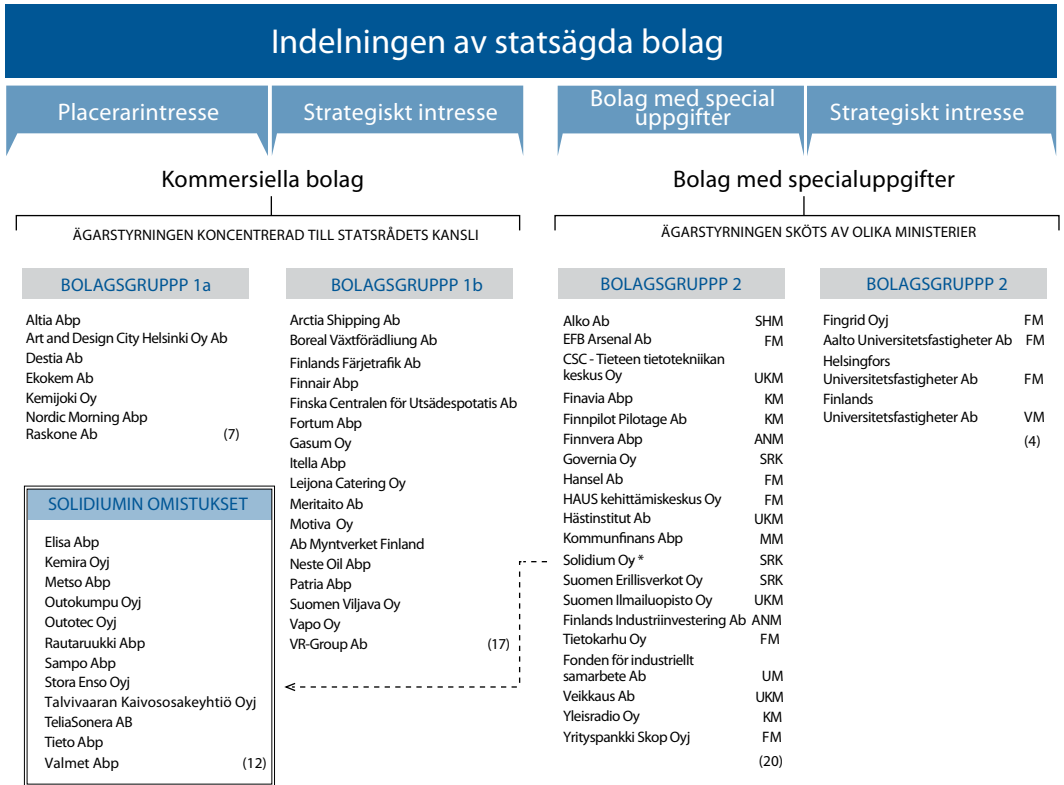 Indelningen av statsägda bolag
Placerarintresse
Strategiskt intresse
Bolag med special
uppgifter
Strategiskt intresse
Kommersiella bolag
ÄGARSTYRNINGEN KONCENTRERAD TILL STATSRÅDETS KANSLI
BOLAGSGRUPPP 1a
Altia Abp
Art and Design City Helsinki Oy Ab
Destia Ab
Ekokem Ab
Kemijoki Oy
Nordic Morning Abp
Raskone Ab (7)
SOLIDIUMIN OMISTUKSET
Elisa Abp
Kemira Oyj
Metso Abp
Outokumpu Oyj
Outotec Oyj
Rautaruukki Abp
Sampo Abp
Stora Enso Oyj
Talvivaaran Kaivososakeyhtiö Oyj
TeliaSonera AB
Tieto Abp
Valmet Abp (12)
BOLAGSGRUPPP 1b
Arctia Shipping Ab
Boreal Växtförädliung Ab
Finlands Färjetrafik Ab
Finnair Abp
Finska Centralen för Utsädespotatis Ab
Fortum Abp
Gasum Oy
Itella Abp
Leijona Catering Oy
Meritaito Ab
Motiva Oy
Ab Myntverket Finland
Neste Oil Abp
Patria Abp
Suomen Viljava Oy
Vapo Oy
VR-Group Ab (17)
Bolag med specialuppgifter
ÄGARSTYRNINGEN SKÖTS AV OLIKA MINISTERIER
BOLAGSGRUPPP 2
Alko Ab SHM
EFB Arsenal Ab FM
CSC - Tieteen tietotekniikan
keskus Oy UKM
Finavia Abp KM
Finnpilot Pilotage Ab KM
Finnvera Abp ANM
Governia Oy SRK
Hansel Ab FM
HAUS kehittämiskeskus Oy FM
Hästinstitut Ab UKM
Kommunfinans Abp MM
Solidium Oy * SRK
Suomen Erillisverkot Oy SRK
Suomen Ilmailuopisto Oy UKM
Finlands Industriinvestering Ab ANM
Tietokarhu Oy FM
Fonden för industriellt
samarbete Ab UM
Veikkaus Ab UKM
Yleisradio Oy KM
Yrityspankki Skop Oyj FM
(20)
BOLAGSGRUPPP 2
Fingrid Oyj FM
Aalto Universitetsfastigheter Ab FM
Helsingfors
Universitetsfastigheter Ab FM
Finlands
Universitetsfastigheter Ab VM
(4)